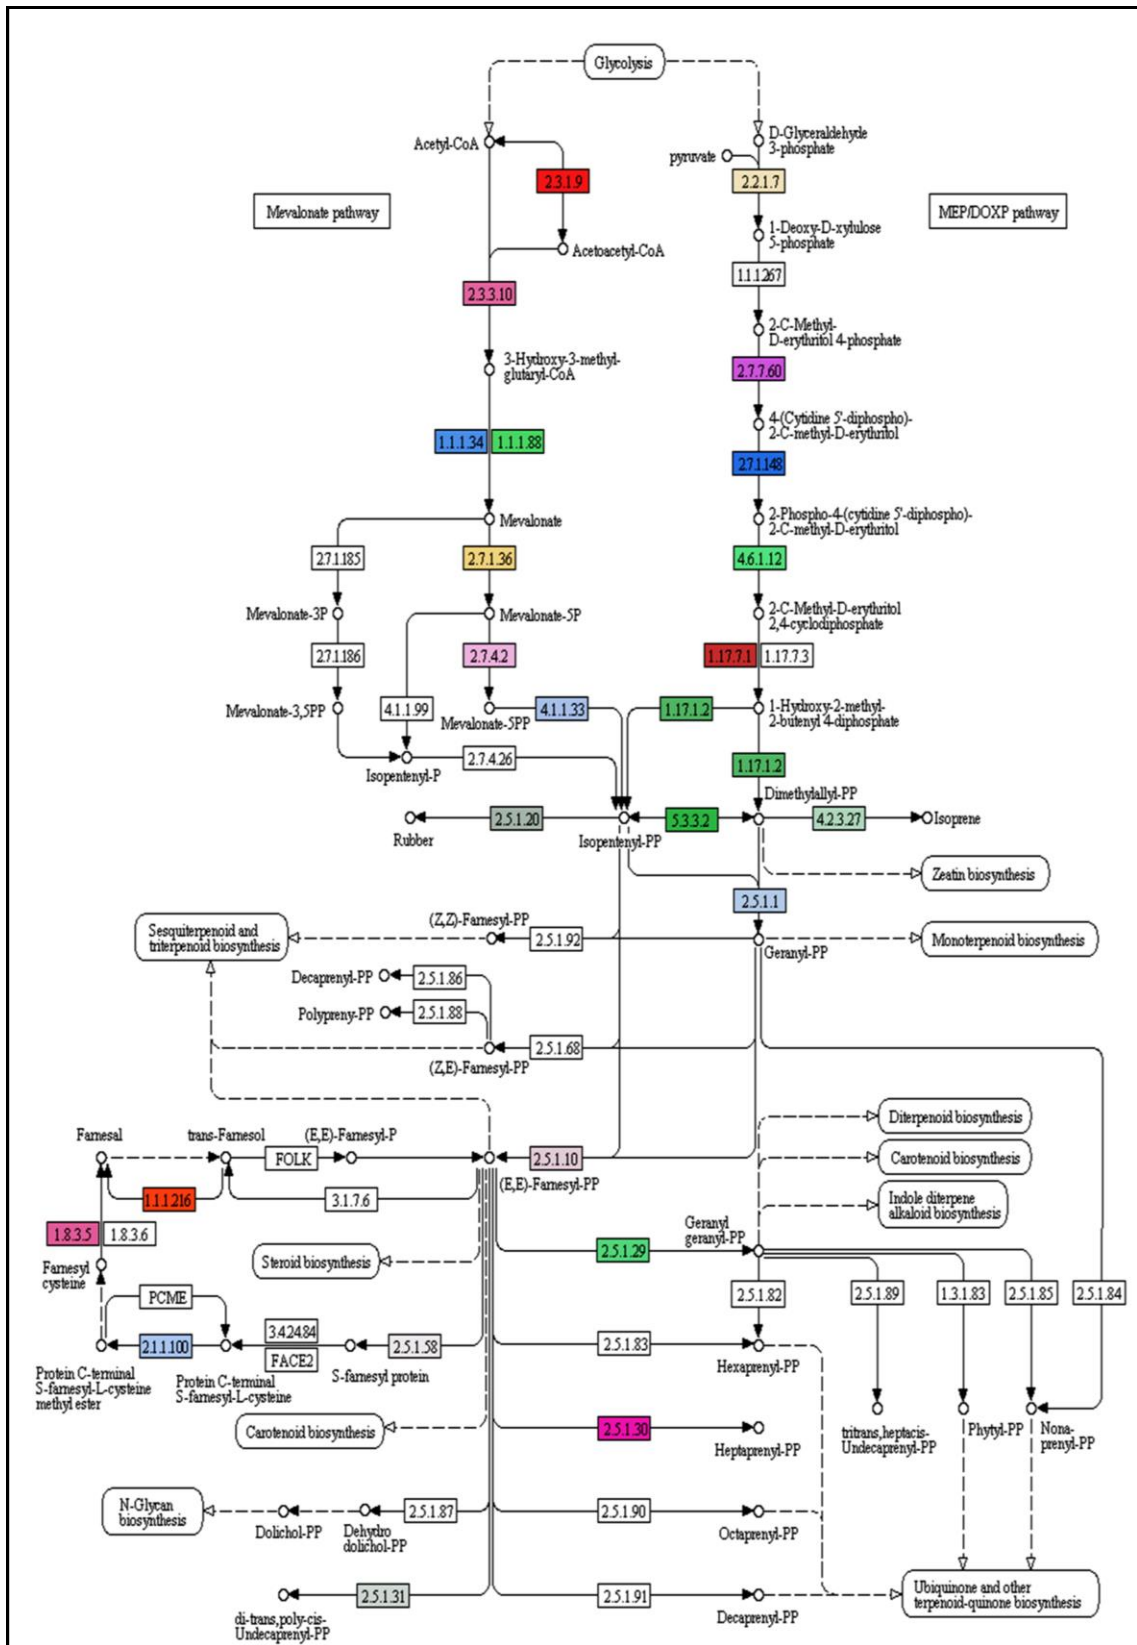 Glycolysis
Acetyl-CoA
D-Glyceraldehyde
3-phosphate
pyruvate
2.3.1.9
2.2.1.7
Mevalonate pathway
MEP/DOXP pathway
1-Deoxy-D-xylulose
5-phosphate
Acetoacetyl-CoA
1.1.1.267
2.3.3.10
2-C-Methyl-
D-erythritol 4-phosphate
3-Hydroxy-3-methyl-
glutaryl-CoA
2.7.7.60
4-(Cytidine 5'-diphospho)-
2-C-methyl-D-erythritol
1.1.1.34
1.1.1.88
2.7.1.148
Mevalonate
2-Phospho-4-(cytidine 5'-diphospho)-
2-C-methyl-D-erythritol
2.7.1.185
2.7.1.36
4.6.1.12
Mevalonate-3P
Mevalonate-5P
2-C-Methyl-D-erythritol
2,4-cyclodiphosphate
2.7.1.186
2.7.4.2
1.17.7.1
1.17.7.3
Mevalonate-3,5PP
4.1.1.99
Mevalonate-5PP
4.1.1.33
1.17.1.2
1-Hydroxy-2-methyl-
2-butenyl 4-diphosphate
Isopentenyl-P
2.7.4.26
1.17.1.2
Dimethylallyl-PP
Rubber
2.5.1.20
Isopentenyl-PP
5.3.3.2
4.2.3.27
Isoprene
Zeatin biosynthesis
2.5.1.1
Sesquiterpenoid and
triterpenoid biosynthesis
(Z,Z)-Farnesyl-PP
2.5.1.92
Geranyl-PP
Monoterpenoid biosynthesis
Decaprenyl-PP
2.5.1.86
Polypreny-PP
2.5.1.88
2.5.1.68
(Z,E)-Farnesyl-PP
Diterpenoid biosynthesis
Farnesal
trans-Farnesol
(E,E)-Farnesyl-P
FOLK
2.5.1.10
(E,E)-Farnesyl-PP
Carotenoid biosynthesis
1.1.1.216
3.1.7.6
Indole diterpene
alkaloid biosynthesis
1.8.3.5
1.8.3.6
Geranyl
geranyl-PP
Farnesyl
cysteine
Steroid biosynthesis
2.5.1.29
PCME
2.5.1.82
2.5.1.89
1.3.1.83
2.5.1.85
2.5.1.84
3.4.24.84
2.1.1.100
FACE2
2.5.1.58
2.5.1.83
Hexaprenyl-PP
Protein C-terminal
S-farnesyl-L-cysteine
methyl ester
Protein C-terminal
S-farnesyl-L-cysteine
S-farnesyl protein
Carotenoid biosynthesis
2.5.1.30
Heptaprenyl-PP
tritrans,heptacis-
Undecaprenyl-PP
Phytyl-PP
Nona-
prenyl-PP
N-Glycan
biosynthesis
Dolichol-PP
Dehydro
dolichol-PP
2.5.1.87
2.5.1.90
Octaprenyl-PP
di-trans,poly-cis-
Undecaprenyl-PP
2.5.1.31
2.5.1.91
Decaprenyl-PP
Ubiquinone and other
terpenoid-quinone biosynthesis